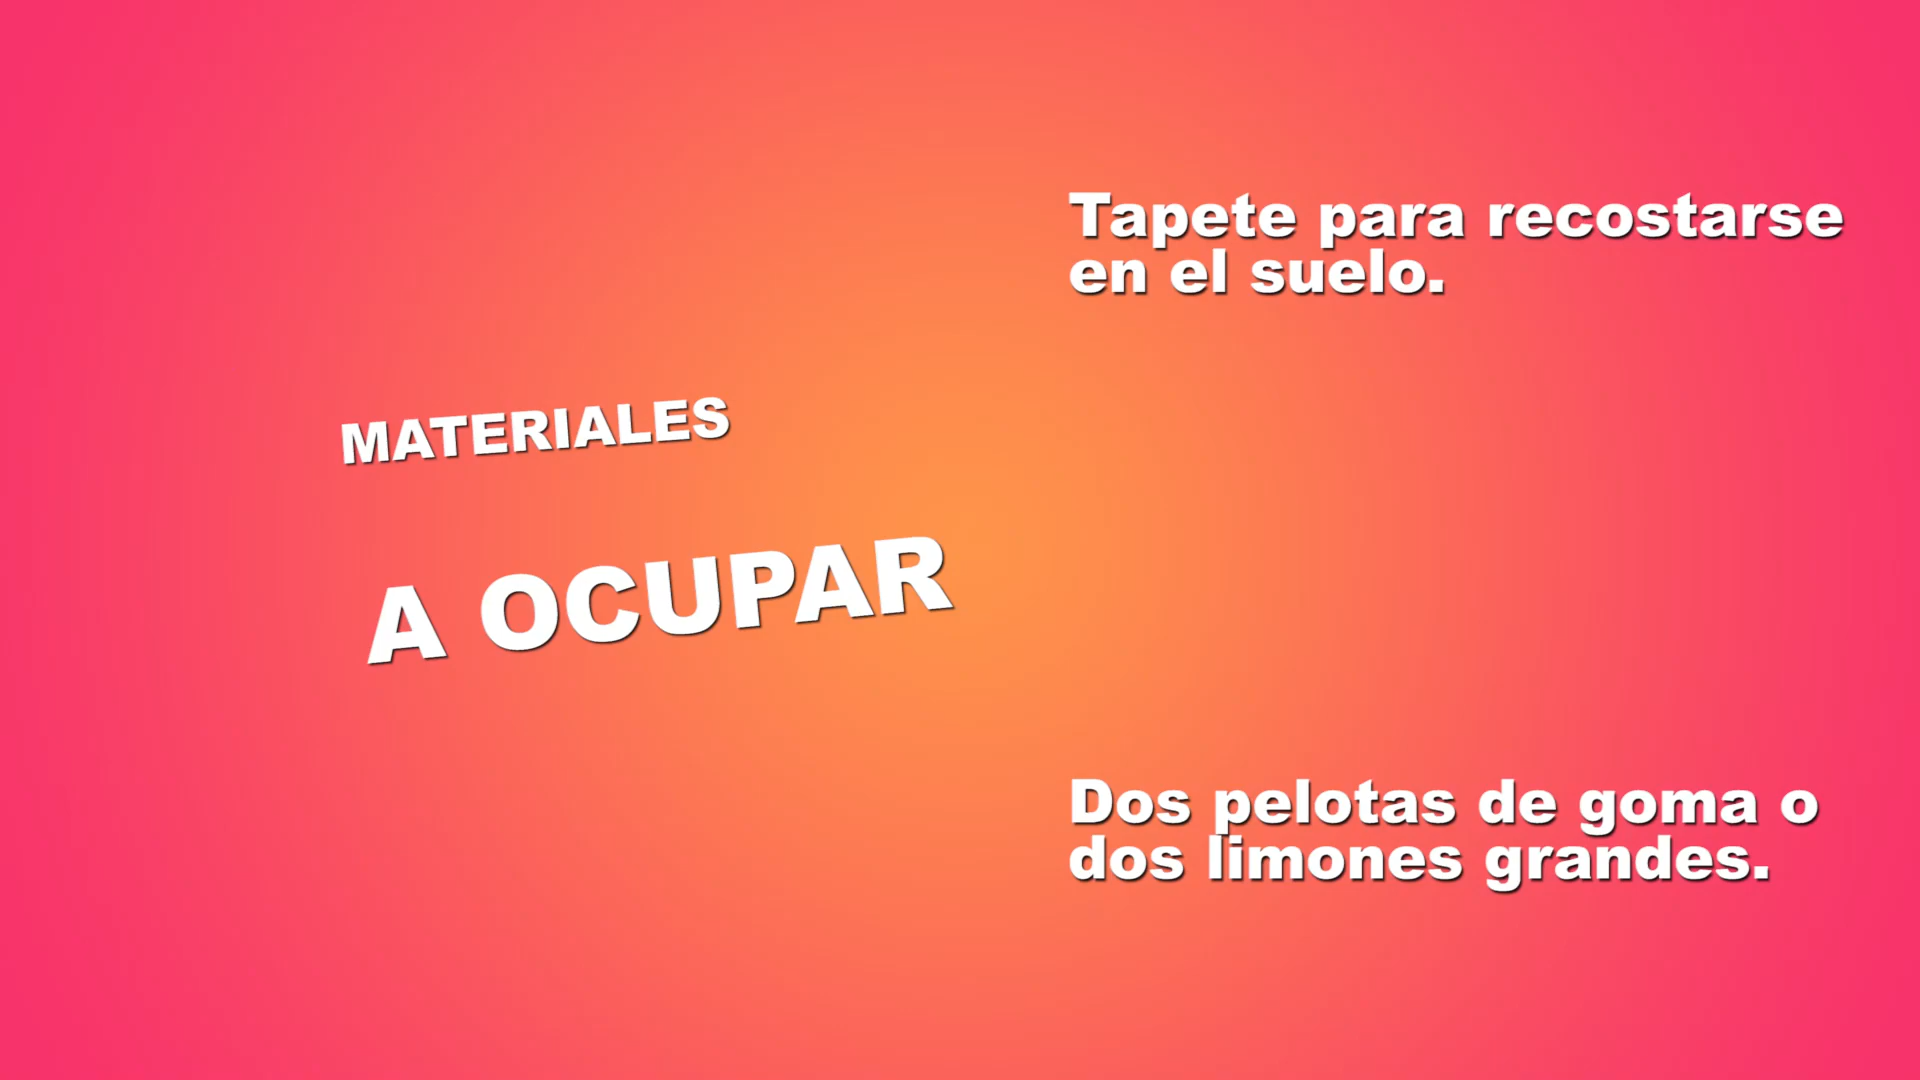 MATERIALES
A OCUPAR
Tapete para recostarse
en el suelo.
Dos pelotas de goma o
dos limones grandes.